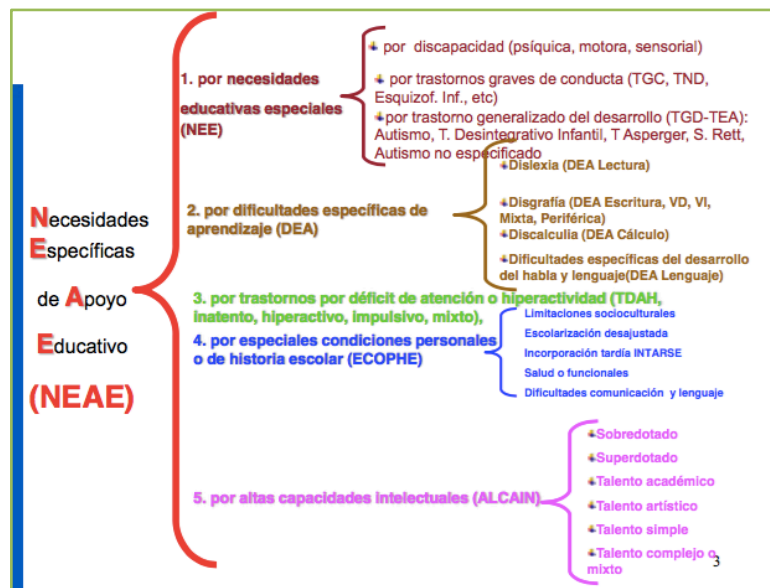 Necesidades
Específicas
de Apoyo
Educativo
(NEAE)
1. por necesidades
educativas especiales
(NEE)
por discapacidad (psíquica, motora, sensorial)
por trastornos graves de conducta (TGC, TND,
Esquizof. Inf., etc)
por trastorno generalizado del desarrollo (TGD-TEA):
Autismo, T. Desintegrativo Infantil, T Asperger, S. Rett,
Autismo no especificado
2. por dificultades específicas de
aprendizaje (DEA)
Dislexia (DEA Lectura)
Disgrafía (DEA Escritura, VD, VI,
Mixta, Periférica)
Discalculia (DEA Cálculo)
Dificultades específicas del desarrollo
del habla y lenguaje(DEA Lenguaje)
3. por trastornos por déficit de atención o hiperactividad (TDAH,
inatento, hiperactivo, impulsivo, mixto),
4. por especiales condiciones personales
o de historia escolar (ECOPHE)
Limitaciones socioculturales
Escolarización desajustada
Incorporación tardía INTARSE
Salud o funcionales
Dificultades comunicación y lenguaje
5. por altas capacidades intelectuales (ALCAIN)
Sobredotado
Superdotado
Talento académico
Talento artístico
Talento simple
Talento complejo o
mixto
3